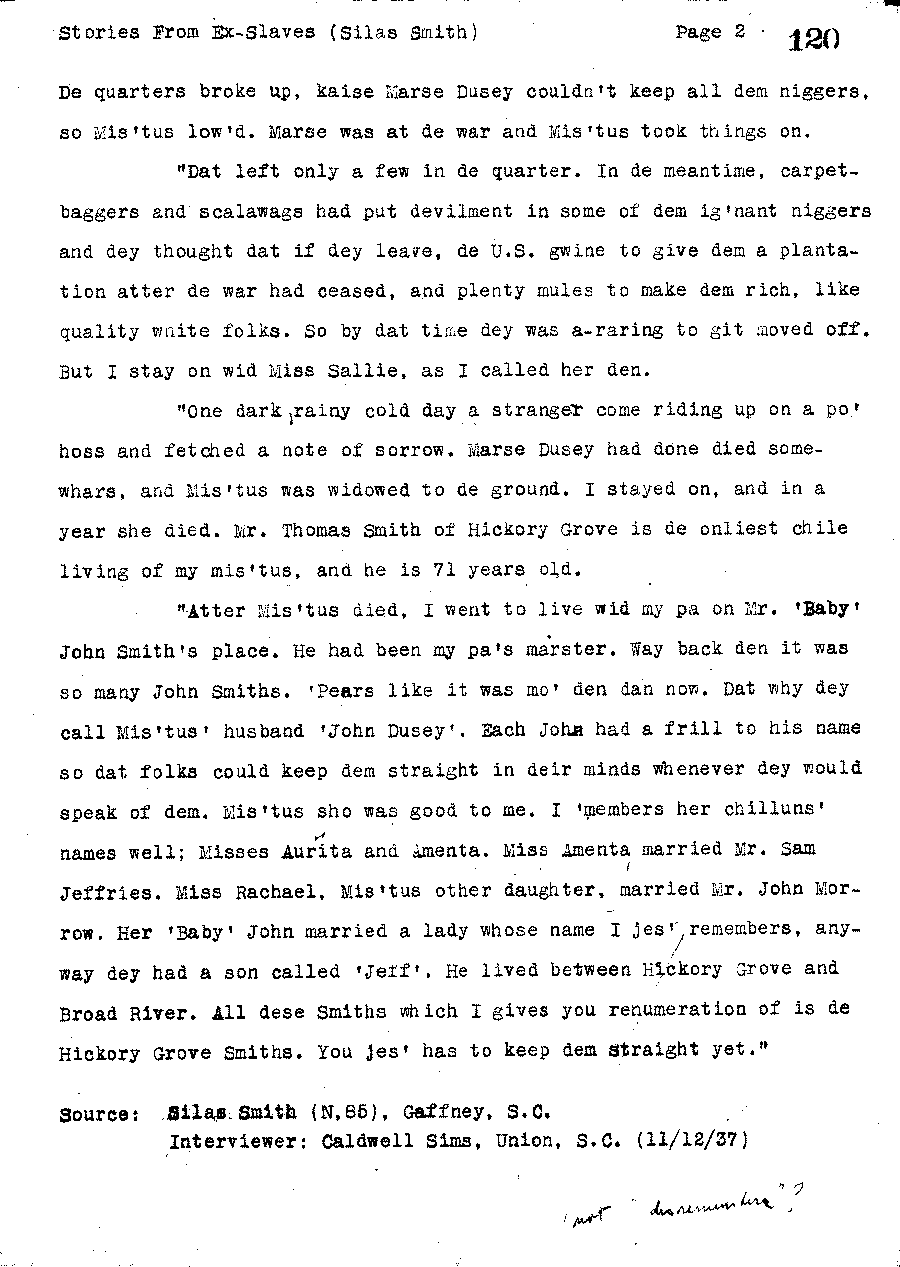 Stories From Ex-Slaves (Silas Smith) Page 2 120
De quarters broke up, kaise Marse Dusey couldn't keep all dem niggers,
so Mis'tus low'd. Marse was at de war and Mis'tus took things on.
"Dat left only a few in de quarter. In de meantime, carpet-
baggers and scalawags had put devilment in some of dem ig'nant niggers
and dey thought dat if dey leave, de U.S. gwine to give dem a planta-
tion atter de war had ceased, and plenty mules to make dem rich, like
quality white folks. So by dat time dey was a-raring to git moved off.
But I stay on wid Miss Sallie, as I called her den.
"One dark, rainy cold day a stranger come riding up on a po'
hoss and fetched a note of sorrow. Marse Dusey had done died some-
whars, and Mis'tus was widowed to de ground. I stayed on, and in a
year she died. Mr. Thomas Smith of Hickory Grove is de onliest chile
living of my mis'tus, and he is 71 years old.
"Atter Mis'tus died, I went to live wid my pa on Mr. 'Baby'
John Smith's place. He had been my pa's marster. Way back den it was
so many John Smiths. 'Pears like it was mo' den dan now. Dat why dey
call Mis'tus' husband 'John Dusey'. Each John had a frill to his name
so dat folks could keep dem straight in deir minds whenever dey would
speak of dem. Mis'tus sho was good to me. I 'members her chilluns'
names well; Misses Aurita and Amenta. Miss Amenta married Mr. Sam
Jeffries. Miss Rachael, Mis'tus other daughter, married Mr. John Mor-
row. Her 'Baby' John married a lady whose name I jes' remembers, any-
way dey had a son called 'Jeff'. He lived between Hickory Grove and
Broad River. All dese Smiths which I gives you renumeration of is de
Hickory Grove Smiths. You jes' has to keep dem straight yet."
Source: Silas Smith (N,85), Gaffney, S.C.
Interviewer: Caldwell Sims, Union, S.C. (11/12/37)
not "disremembers"?